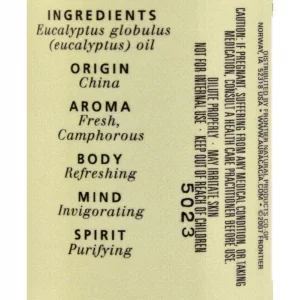 INGREDIENTS
Eucalyptus globulus
(eucalyptus) oil
ORIGIN
China
AROMA
Fresh,
Camphorous
BODY
Refreshing
MIND
Invigorating
SPIRIT
Purifying
5023
DILUTE PROPERLY · MAY IRRITATE SKIN
NOT FOR INTERNAL USE · KEEP OUT OF REACH OF CHILDREN
CAUTION: IF PREGNANT, SUFFERING FROM ANY MEDICAL CONDITION, OR TAKING
MEDICATION, CONSULT A HEALTH CARE PRACTITIONER BEFORE USE.
DISTRIBUTED BY FRONTIER NATURAL PRODUCTS CO-OP
NORWAY, IA 52318 USA · WWW.AURACACIA.COM · ©2007 FRONTIER